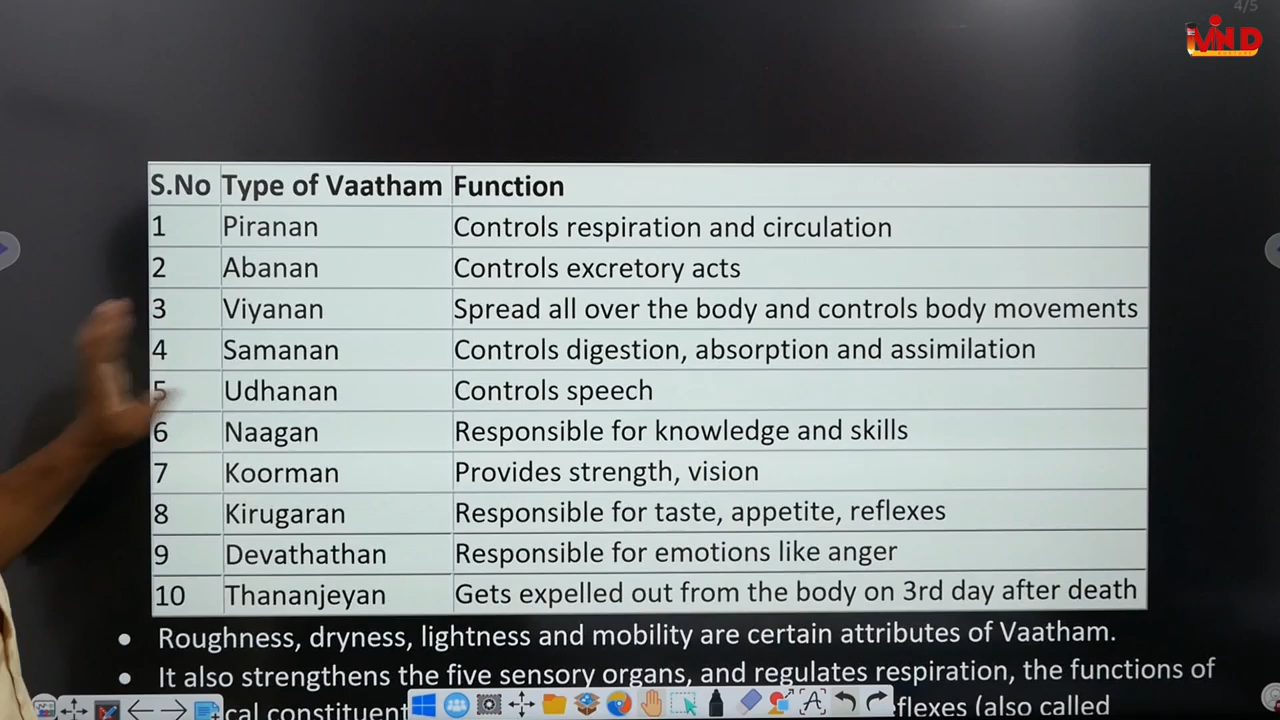 4/5
MIND
S.No Type of Vaatham Function
1 Piranan Controls respiration and circulation
2 Abanan Controls excretory acts
3 Viyanan Spread all over the body and controls body movements
4 Samanan Controls digestion, absorption and assimilation
5 Udhanan Controls speech
6 Naagan Responsible for knowledge and skills
7 Koorman Provides strength, vision
8 Kirugaran Responsible for taste, appetite, reflexes
9 Devathathan Responsible for emotions like anger
10 Thananjeyan Gets expelled out from the body on 3rd day after death
• Roughness, dryness, lightness and mobility are certain attributes of Vaatham.
• It also strengthens the five sensory organs, and regulates respiration, the functions of
cal constituent flexes (also called